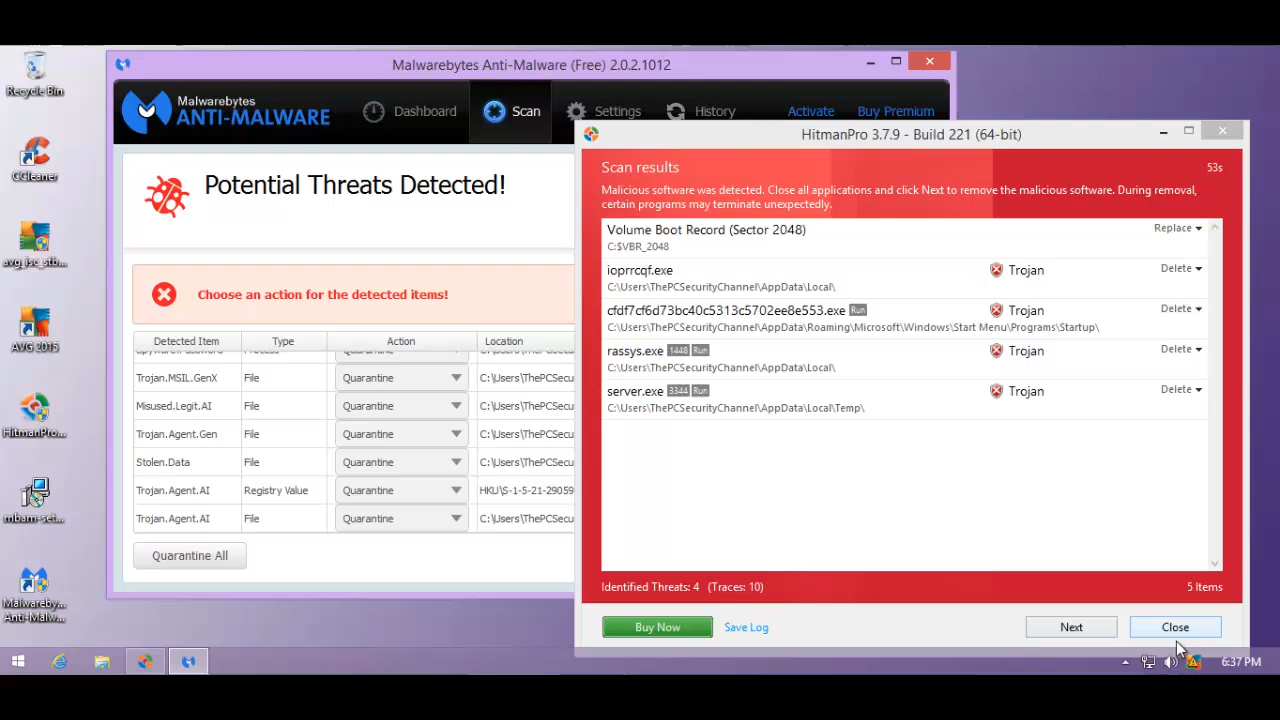 Recycle Bin
CCleaner
avg_isc_stb...
AVG 2015
HitmanPro...
mbam-set...
Malwareby...
Anti-Malw...
Malwarebytes Anti-Malware (Free) 2.0.2.1012
Malwarebytes
ANTI-MALWARE
Dashboard
Scan
Settings
History
Activate
Buy Premium
Potential Threats Detected!
Choose an action for the detected items!
Detected Item Type Action Location
Trojan.MSIL.GenX File Quarantine C:\Users\ThePCSecu
Misused.Legit.AI File Quarantine C:\Users\ThePCSecu
Trojan.Agent.Gen File Quarantine C:\Users\ThePCSecu
Stolen.Data File Quarantine C:\Users\ThePCSecu
Trojan.Agent.AI Registry Value Quarantine HKU\S-1-5-21-29059
Trojan.Agent.AI File Quarantine C:\Users\ThePCSecu
Quarantine All
HitmanPro 3.7.9 - Build 221 (64-bit)
Scan results 53s
Malicious software was detected. Close all applications and click Next to remove the malicious software. During removal,
certain programs may terminate unexpectedly.
Volume Boot Record (Sector 2048) Replace
C:$VBR_2048
ioprrcqf.exe Trojan Delete
C:\Users\ThePCSecurityChannel\AppData\Local\
cfdf7cf6d73bc40c5313c5702ee8e553.exe Run Trojan Delete
C:\Users\ThePCSecurityChannel\AppData\Roaming\Microsoft\Windows\Start Menu\Programs\Startup\
rassys.exe 1448 Run Trojan Delete
C:\Users\ThePCSecurityChannel\AppData\Local\
server.exe 3344 Run Trojan Delete
C:\Users\ThePCSecurityChannel\AppData\Local\Temp\
Identified Threats: 4 (Traces: 10) 5 Items
Buy Now Save Log Next Close
6:37 PM